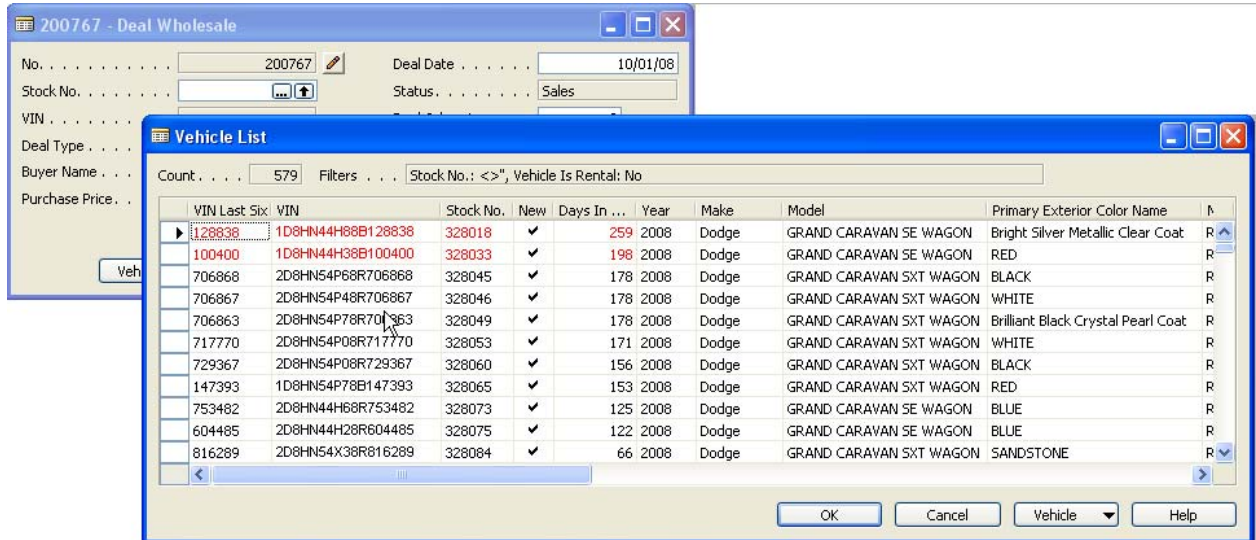 200767 - Deal Wholesale
No. . . . . . . . . . . . 200767 Deal Date . . . . . . 10/01/08
Stock No. . . . . . . . ... Status. . . . . . . . Sales
VIN . . . . . . .
Deal Type . . . .
Buyer Name . . .
Purchase Price. .
Veh
Vehicle List
Count. . . . 579 Filters . . . Stock No.: <>'', Vehicle Is Rental: No
VIN Last Six VIN Stock No. New Days In ... Year Make Model Primary Exterior Color Name
128838 1D8HN44H88B128838 328018 ✔ 259 2008 Dodge GRAND CARAVAN SE WAGON Bright Silver Metallic Clear Coat R
100400 1D8HN44H38B100400 328033 ✔ 198 2008 Dodge GRAND CARAVAN SE WAGON RED R
706868 2D8HN54P68R706868 328045 ✔ 178 2008 Dodge GRAND CARAVAN SXT WAGON BLACK R
706867 2D8HN54P48R706867 328046 ✔ 178 2008 Dodge GRAND CARAVAN SXT WAGON WHITE R
706863 2D8HN54P78R706863 328049 ✔ 178 2008 Dodge GRAND CARAVAN SXT WAGON Brilliant Black Crystal Pearl Coat R
717770 2D8HN54P08R717770 328053 ✔ 171 2008 Dodge GRAND CARAVAN SXT WAGON WHITE R
729367 2D8HN54P08R729367 328060 ✔ 156 2008 Dodge GRAND CARAVAN SXT WAGON BLACK R
147393 1D8HN54P78B147393 328065 ✔ 153 2008 Dodge GRAND CARAVAN SXT WAGON RED R
753482 2D8HN44H68R753482 328073 ✔ 125 2008 Dodge GRAND CARAVAN SE WAGON BLUE R
604485 2D8HN44H28R604485 328075 ✔ 122 2008 Dodge GRAND CARAVAN SE WAGON BLUE R
816289 2D8HN54X38R816289 328084 ✔ 66 2008 Dodge GRAND CARAVAN SXT WAGON SANDSTONE R
OK Cancel Vehicle Help